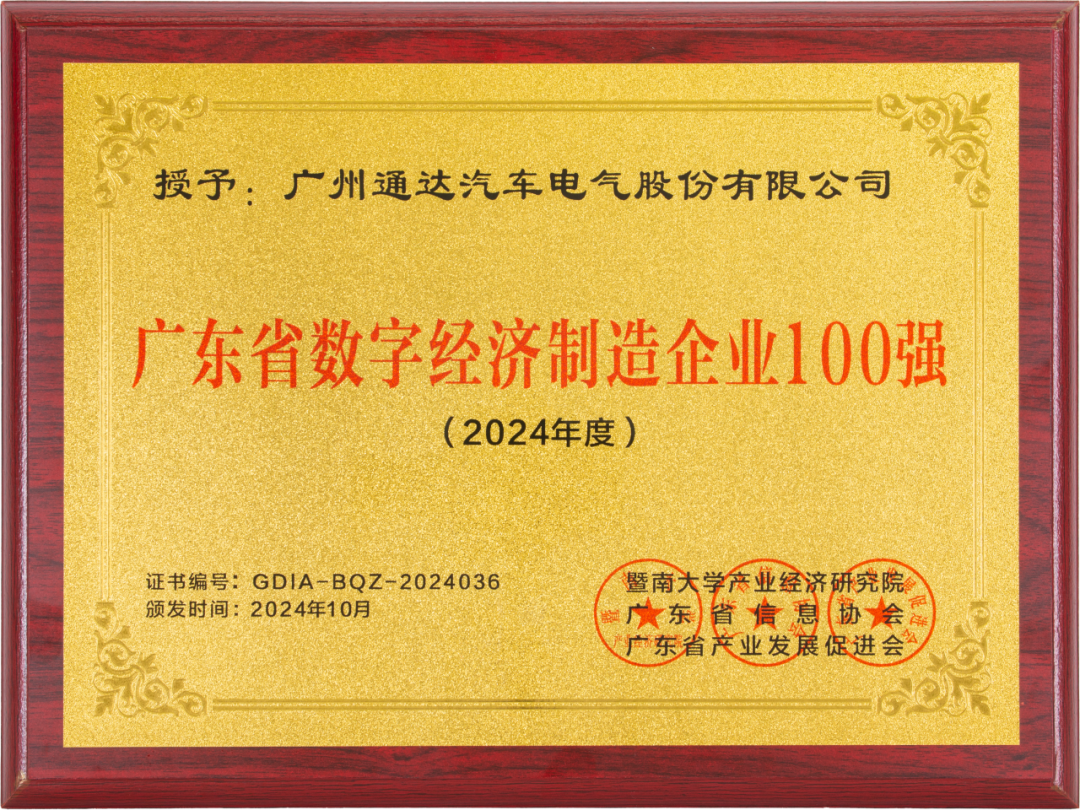 授予：广州通达汽车电气股份有限公司
广东省数字经济制造企业100强
（2024年度）
证书编号：GDIA-BQZ-2024036
颁发时间：2024年10月
暨南大学产业经济研究院
广东省信息协会
广东省产业发展促进会